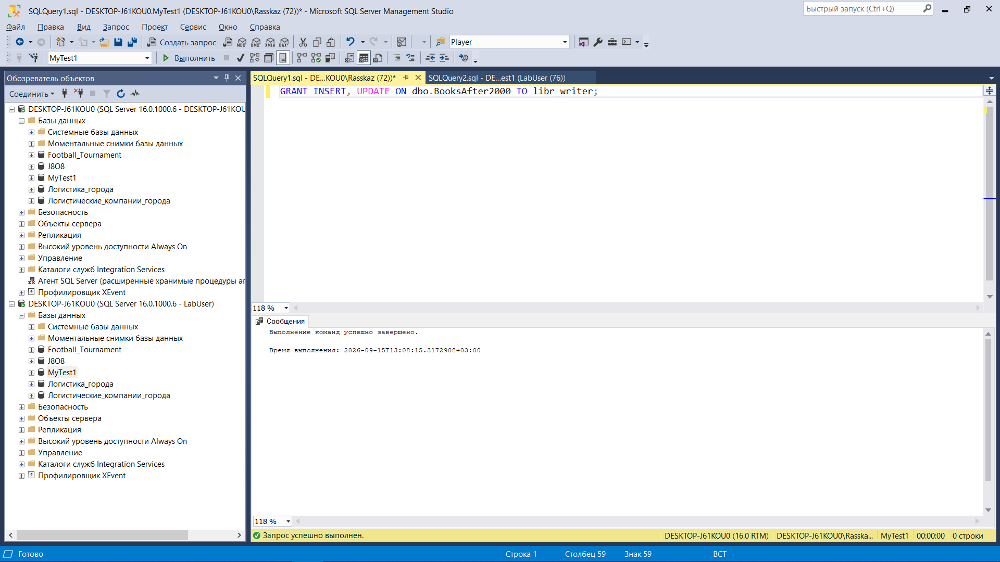 SQLQuery1.sql - DESKTOP-J61KOU0.MyTest1 (DESKTOP-J61KOU0\Rasskaz (72))* - Microsoft SQL Server Management Studio
Быстрый запуск (Ctrl+Q)
Файл Правка Вид Запрос Проект Сервис Окно Справка
Создать запрос MDX DMX XMLA DAX Player
MyTest1 Выполнить
Обозреватель объектов
Соединить
DESKTOP-J61KOU0 (SQL Server 16.0.1000.6 - DESKTOP-J61KOU
Базы данных
Системные базы данных
Моментальные снимки базы данных
Football_Tournament
J8O8
MyTest1
Логистика_города
Логистические_компании_города
Безопасность
Объекты сервера
Репликация
Высокий уровень доступности Always On
Управление
Каталоги служб Integration Services
Агент SQL Server (расширенные хранимые процедуры аг
Профилировщик XEvent
DESKTOP-J61KOU0 (SQL Server 16.0.1000.6 - LabUser)
Базы данных
Системные базы данных
Моментальные снимки базы данных
Football_Tournament
J8O8
MyTest1
Логистика_города
Логистические_компании_города
Безопасность
Объекты сервера
Репликация
Высокий уровень доступности Always On
Управление
Каталоги служб Integration Services
Профилировщик XEvent
SQLQuery1.sql - DE...KOU0\Rasskaz (72))* SQLQuery2.sql - DE...est1 (LabUser (76))
GRANT INSERT, UPDATE ON dbo.BooksAfter2000 TO libr_writer;
118 %
Сообщения
Выполнение команд успешно завершено.
Время выполнения: 2026-09-15T13:08:15.3172908+03:00
118 %
Запрос успешно выполнен. DESKTOP-J61KOU0 (16.0 RTM) DESKTOP-J61KOU0\Rasska... MyTest1 00:00:00 0 строки
Готово Строка 1 Столбец 59 Знак 59 ВСТ